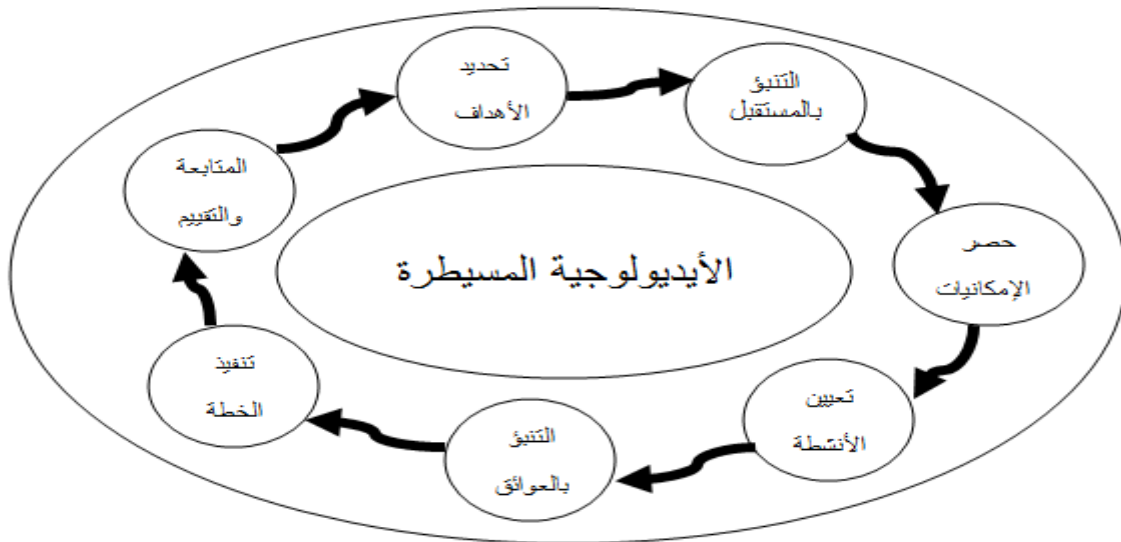 تحديد
الأهداف
التنبؤ
بالمستقبل
حصر
الإمكانيات
تعيين
الأنشطة
التنبؤ
بالعوائق
تنفيذ
الخطة
المتابعة
والتقييم
الأيديولوجية المسيطرة